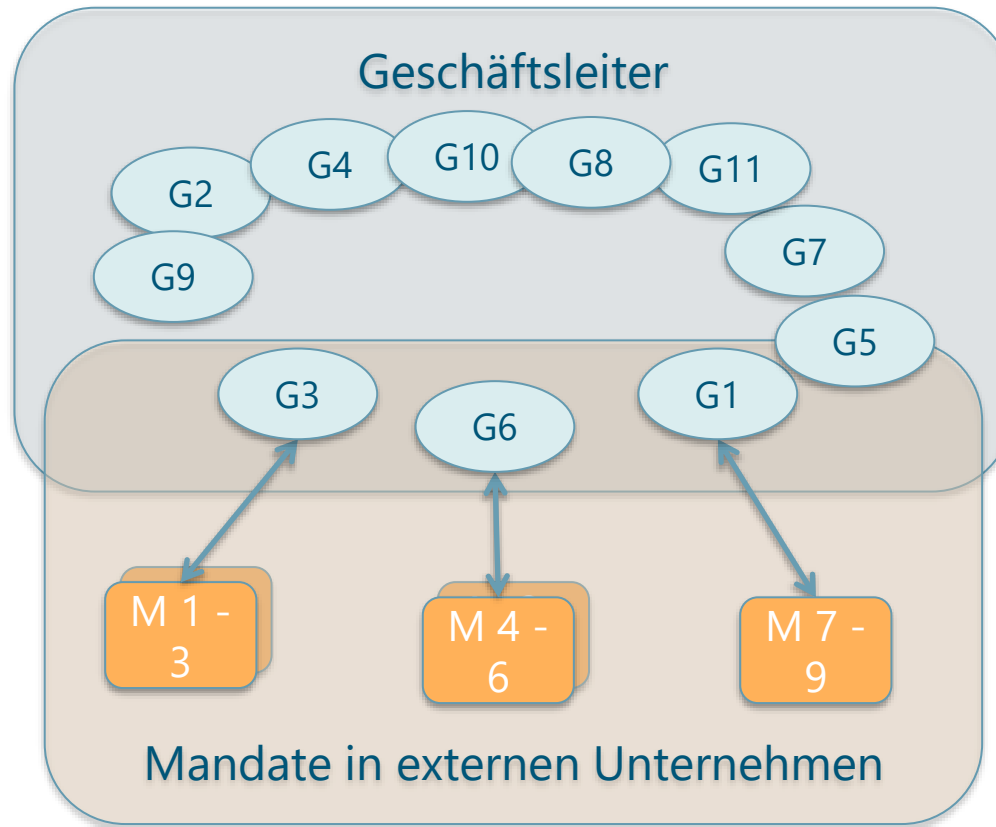 Geschäftsleiter
G2
G4
G10
G8
G11
G9
G7
G5
G3
G6
G1
M 1 -
3
M 4 -
6
M 7 -
9
Mandate in externen Unternehmen